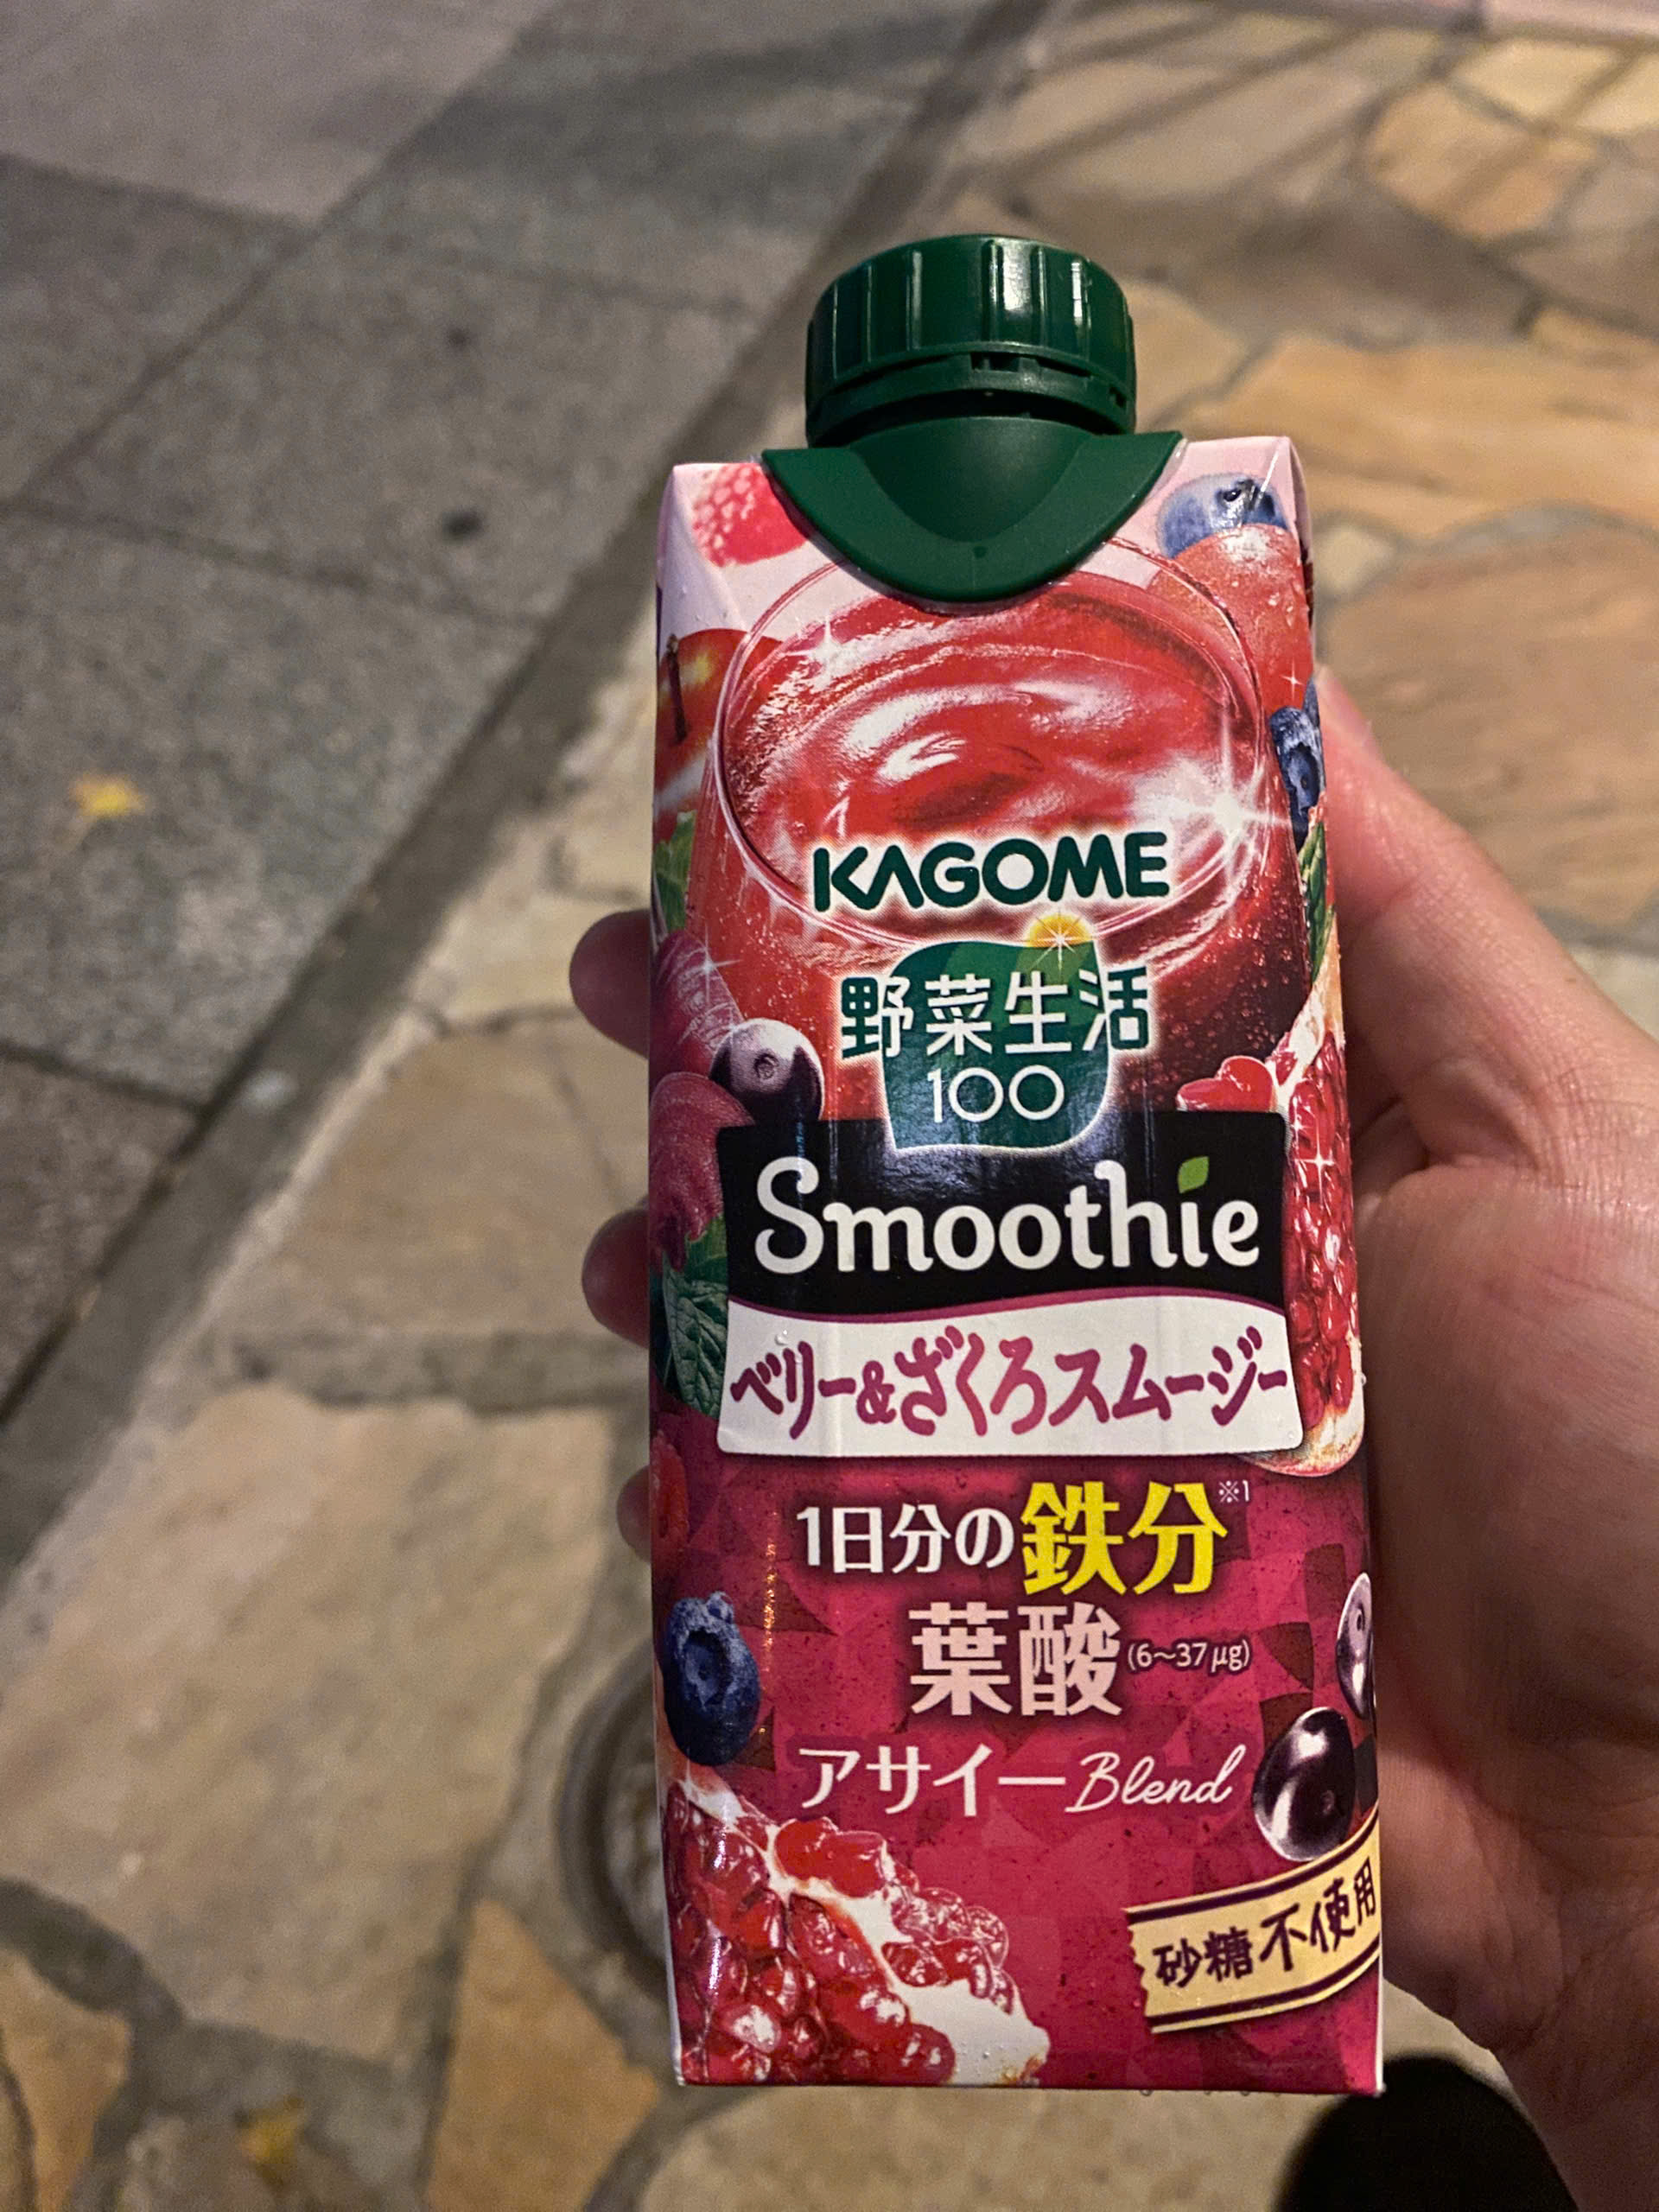 KAGOME
野菜生活
100
Smoothie
ベリー&ざくろスムージー
1日分の鉄分※1
葉酸(6〜37μg)
アサイーBlend
砂糖不使用